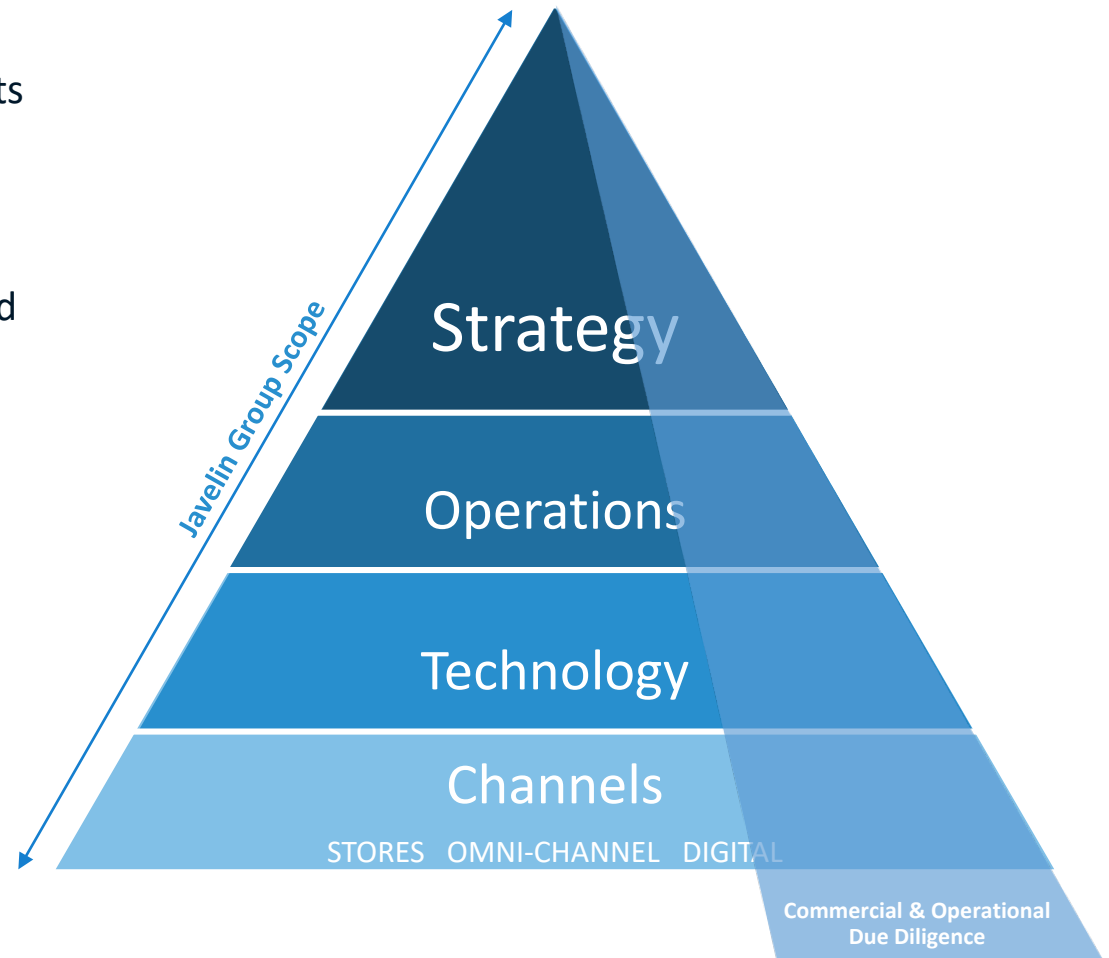 ts
d
Javelin Group Scope
Strategy
Operations
Technology
Channels
STORES OMNI-CHANNEL DIGITAL
Commercial & Operational
Due Diligence